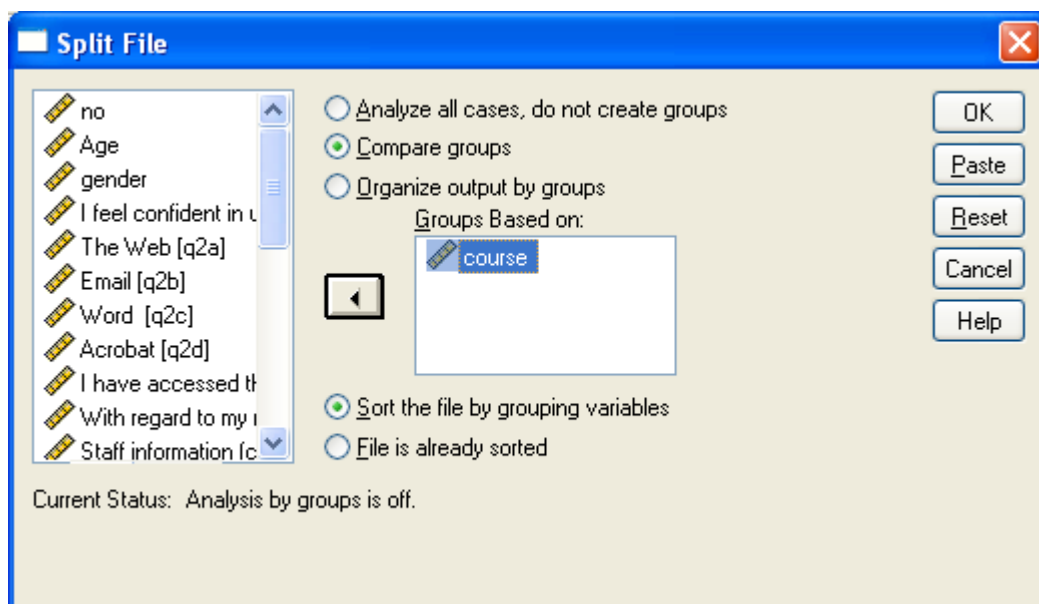 Split File
no
Age
gender
I feel confident in u
The Web [q2a]
Email [q2b]
Word [q2c]
Acrobat [q2d]
I have accessed th
With regard to my r
Staff information (c
Analyze all cases, do not create groups
Compare groups
Organize output by groups
Groups Based on:
course
Sort the file by grouping variables
File is already sorted
OK
Paste
Reset
Cancel
Help
Current Status: Analysis by groups is off.